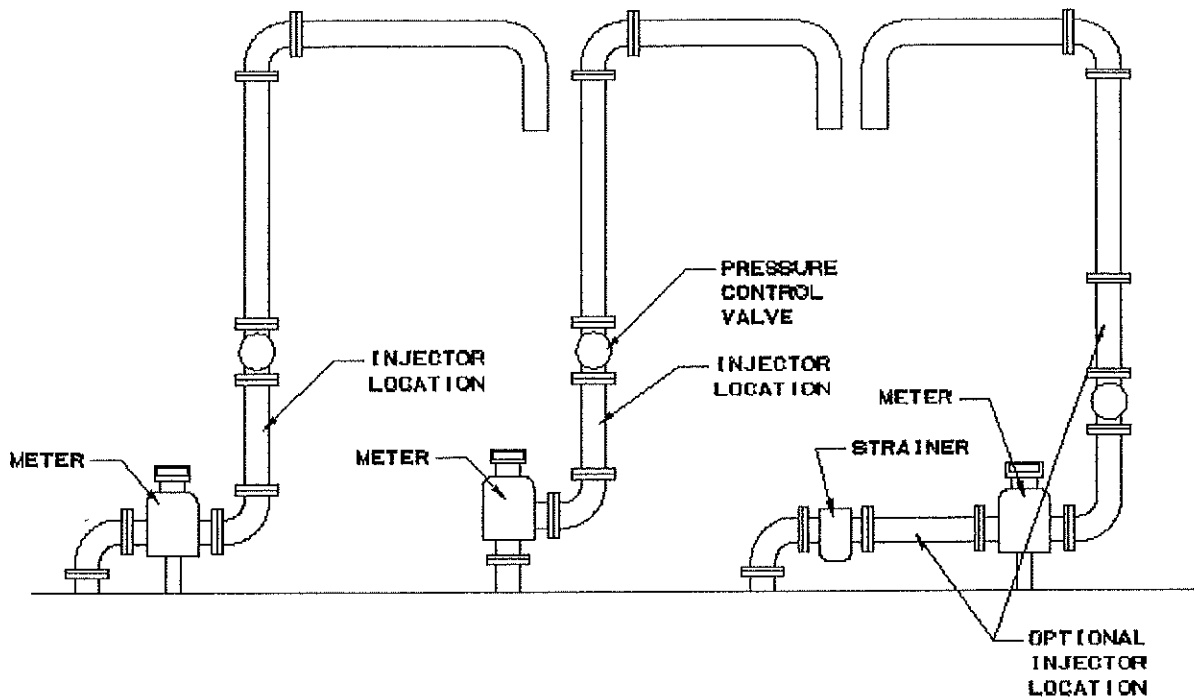 PRESSURE
CONTROL
VALVE
INJECTOR
LOCATION
INJECTOR
LOCATION
METER
STRAINER
METER
METER
OPTIONAL
INJECTOR
LOCATION